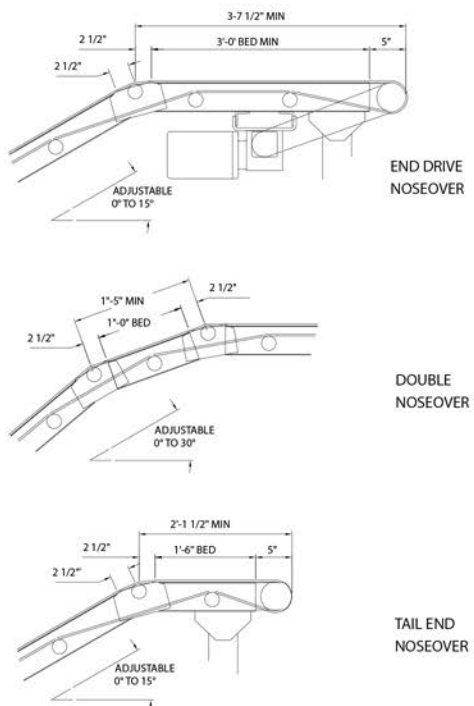 3-7 1/2" MIN
2 1/2"
3'-0' BED MIN
5"
2 1/2"
ADJUSTABLE
0° TO 15°
END DRIVE
NOSEOVER
1"-5" MIN
2 1/2"
1"-0" BED
2 1/2"
ADJUSTABLE
0° TO 30°
DOUBLE
NOSEOVER
2'-1 1/2" MIN
2 1/2"
1'-6" BED
5"
2 1/2"
ADJUSTABLE
0° TO 15°
TAIL END
NOSEOVER